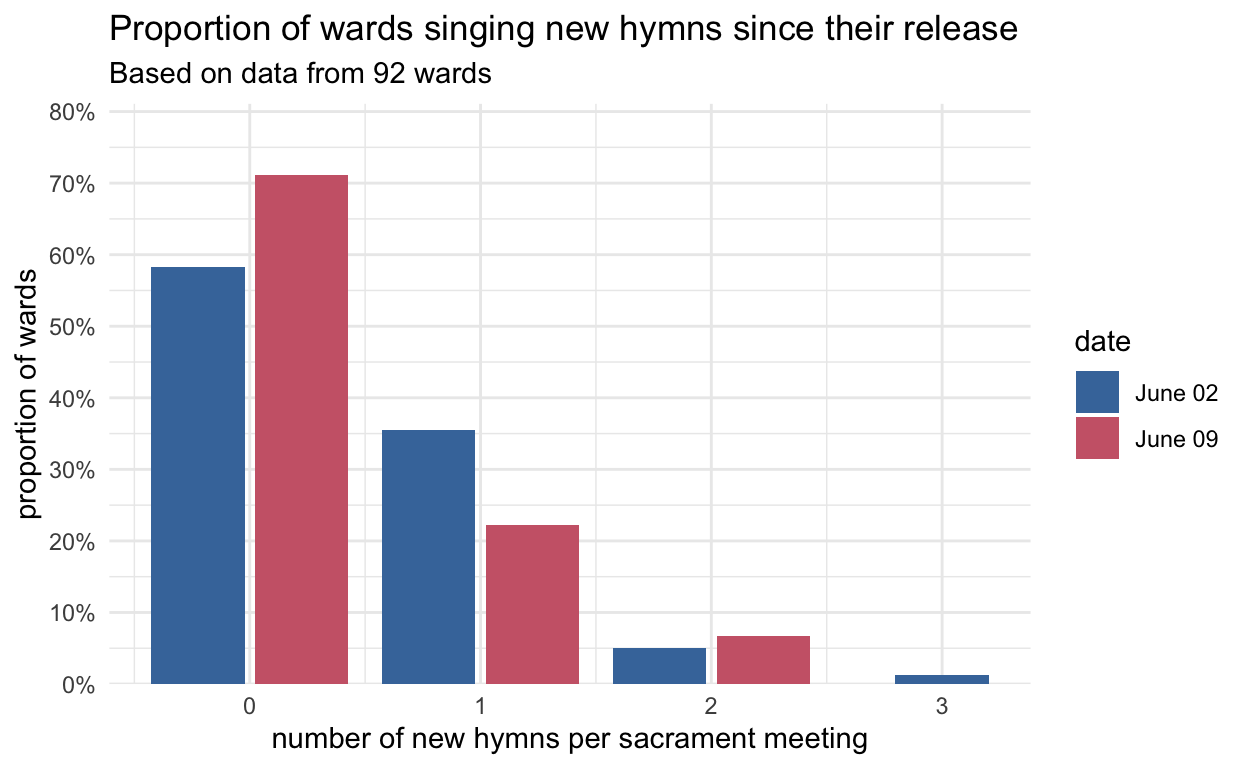 Proportion of wards singing new hymns since their release
Based on data from 92 wards
80%
70%
60%
50%
40%
30%
20%
10%
0%
proportion of wards
0 1 2 3
number of new hymns per sacrament meeting
date
June 02
June 09